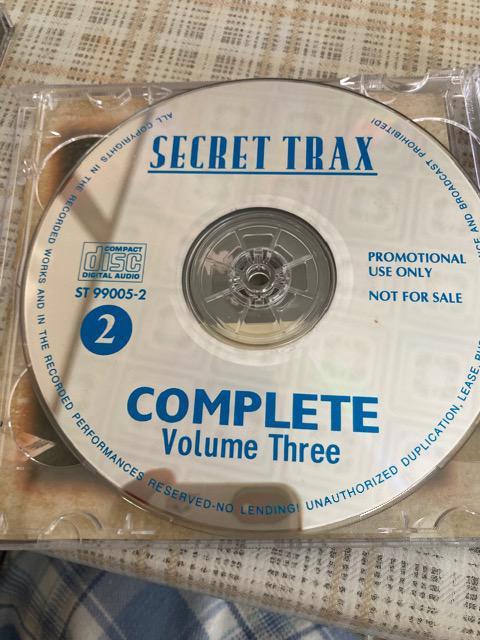 SECRET TRAX
COMPACT
disc
DIGITAL AUDIO
ST 99005-2
2
PROMOTIONAL
USE ONLY
NOT FOR SALE
COMPLETE
Volume Three
ALL COPYRIGHTS IN THE RECORDED WORKS AND IN THE RECORDED PERFORMANCES RESERVED-NO LENDING! UNAUTHORIZED DUPLICATION, LEASE, AND BROADCAST PROHIBITED!